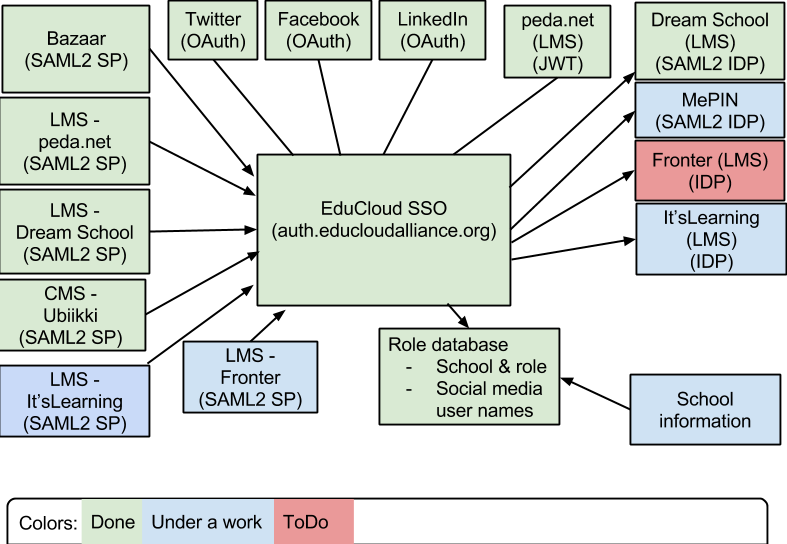 Bazaar
(SAML2 SP)
Twitter
(OAuth)
Facebook
(OAuth)
LinkedIn
(OAuth)
peda.net
(LMS)
(JWT)
Dream School
(LMS)
(SAML2 IDP)
LMS -
peda.net
(SAML2 SP)
MePIN
(SAML2 IDP)
Fronter (LMS)
(IDP)
LMS -
Dream School
(SAML2 SP)
EduCloud SSO
(auth.educloudalliance.org)
It'sLearning
(LMS)
(IDP)
CMS -
Ubiikki
(SAML2 SP)
LMS -
It'sLearning
(SAML2 SP)
LMS -
Fronter
(SAML2 SP)
Role database
- School & role
- Social media
user names
School
information
Colors: Done Under a work ToDo